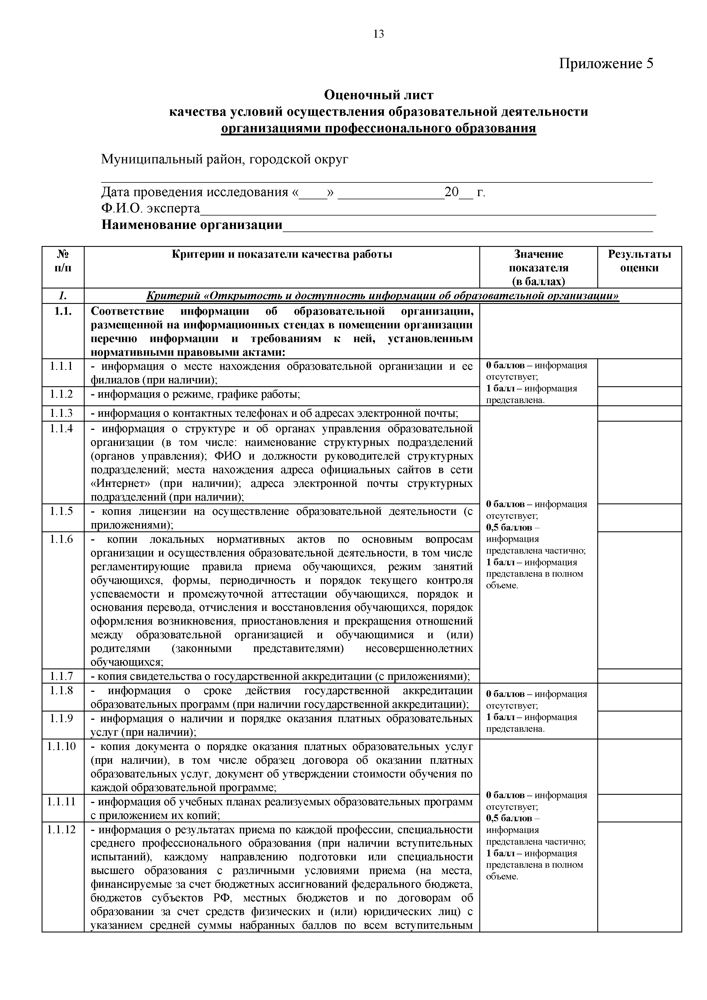 13
Приложение 5
Оценочный лист
качества условий осуществления образовательной деятельности
организациями профессионального образования
Муниципальный район, городской округ
Дата проведения исследования «____» _______________20__ г.
Ф.И.О. эксперта
Наименование организации
№
п/п
Критерии и показатели качества работы
Значение
показателя
(в баллах)
Результаты
оценки
1.
Критерий «Открытость и доступность информации об образовательной организации»
1.1.
Соответствие информации об образовательной организации,
размещенной на информационных стендах в помещении организации
перечню информации и требованиям к ней, установленным
нормативными правовыми актами:
1.1.1
- информация о месте нахождения образовательной организации и ее
филиалов (при наличии);
0 баллов – информация
отсутствует;
1 балл – информация
представлена.
1.1.2
- информация о режиме, графике работы;
1.1.3
- информация о контактных телефонах и об адресах электронной почты;
1.1.4
- информация о структуре и об органах управления образовательной
организации (в том числе: наименование структурных подразделений
(органов управления); ФИО и должности руководителей структурных
подразделений; места нахождения адреса официальных сайтов в сети
«Интернет» (при наличии); адреса электронной почты структурных
подразделений (при наличии);
0 баллов – информация
отсутствует;
0,5 баллов –
информация
представлена частично;
1 балл – информация
представлена в полном
объеме.
1.1.5
- копия лицензии на осуществление образовательной деятельности (с
приложениями);
1.1.6
- копии локальных нормативных актов по основным вопросам
организации и осуществления образовательной деятельности, в том числе
регламентирующие правила приема обучающихся, режим занятий
обучающихся, формы, периодичность и порядок текущего контроля
успеваемости и промежуточной аттестации обучающихся, порядок и
основания перевода, отчисления и восстановления обучающихся, порядок
оформления возникновения, приостановления и прекращения отношений
между образовательной организацией и обучающимися и (или)
родителями (законными представителями) несовершеннолетних
обучающихся;
1.1.7
- копия свидетельства о государственной аккредитации (с приложениями);
1.1.8
- информация о сроке действия государственной аккредитации
образовательных программ (при наличии государственной аккредитации);
0 баллов – информация
отсутствует;
1 балл – информация
представлена.
1.1.9
- информация о наличии и порядке оказания платных образовательных
услуг (при наличии);
1.1.10
- копия документа о порядке оказания платных образовательных услуг
(при наличии), в том числе образец договора об оказании платных
образовательных услуг, документ об утверждении стоимости обучения по
каждой образовательной программе;
0 баллов – информация
отсутствует;
0,5 баллов –
информация
представлена частично;
1 балл – информация
представлена в полном
объеме.
1.1.11
- информация об учебных планах реализуемых образовательных программ
с приложением их копий;
1.1.12
- информация о результатах приема по каждой профессии, специальности
среднего профессионального образования (при наличии вступительных
испытаний), каждому направлению подготовки или специальности
высшего образования с различными условиями приема (на места,
финансируемые за счет бюджетных ассигнований федерального бюджета,
бюджетов субъектов РФ, местных бюджетов и по договорам об
образовании за счет средств физических и (или) юридических лиц) с
указанием средней суммы набранных баллов по всем вступительным